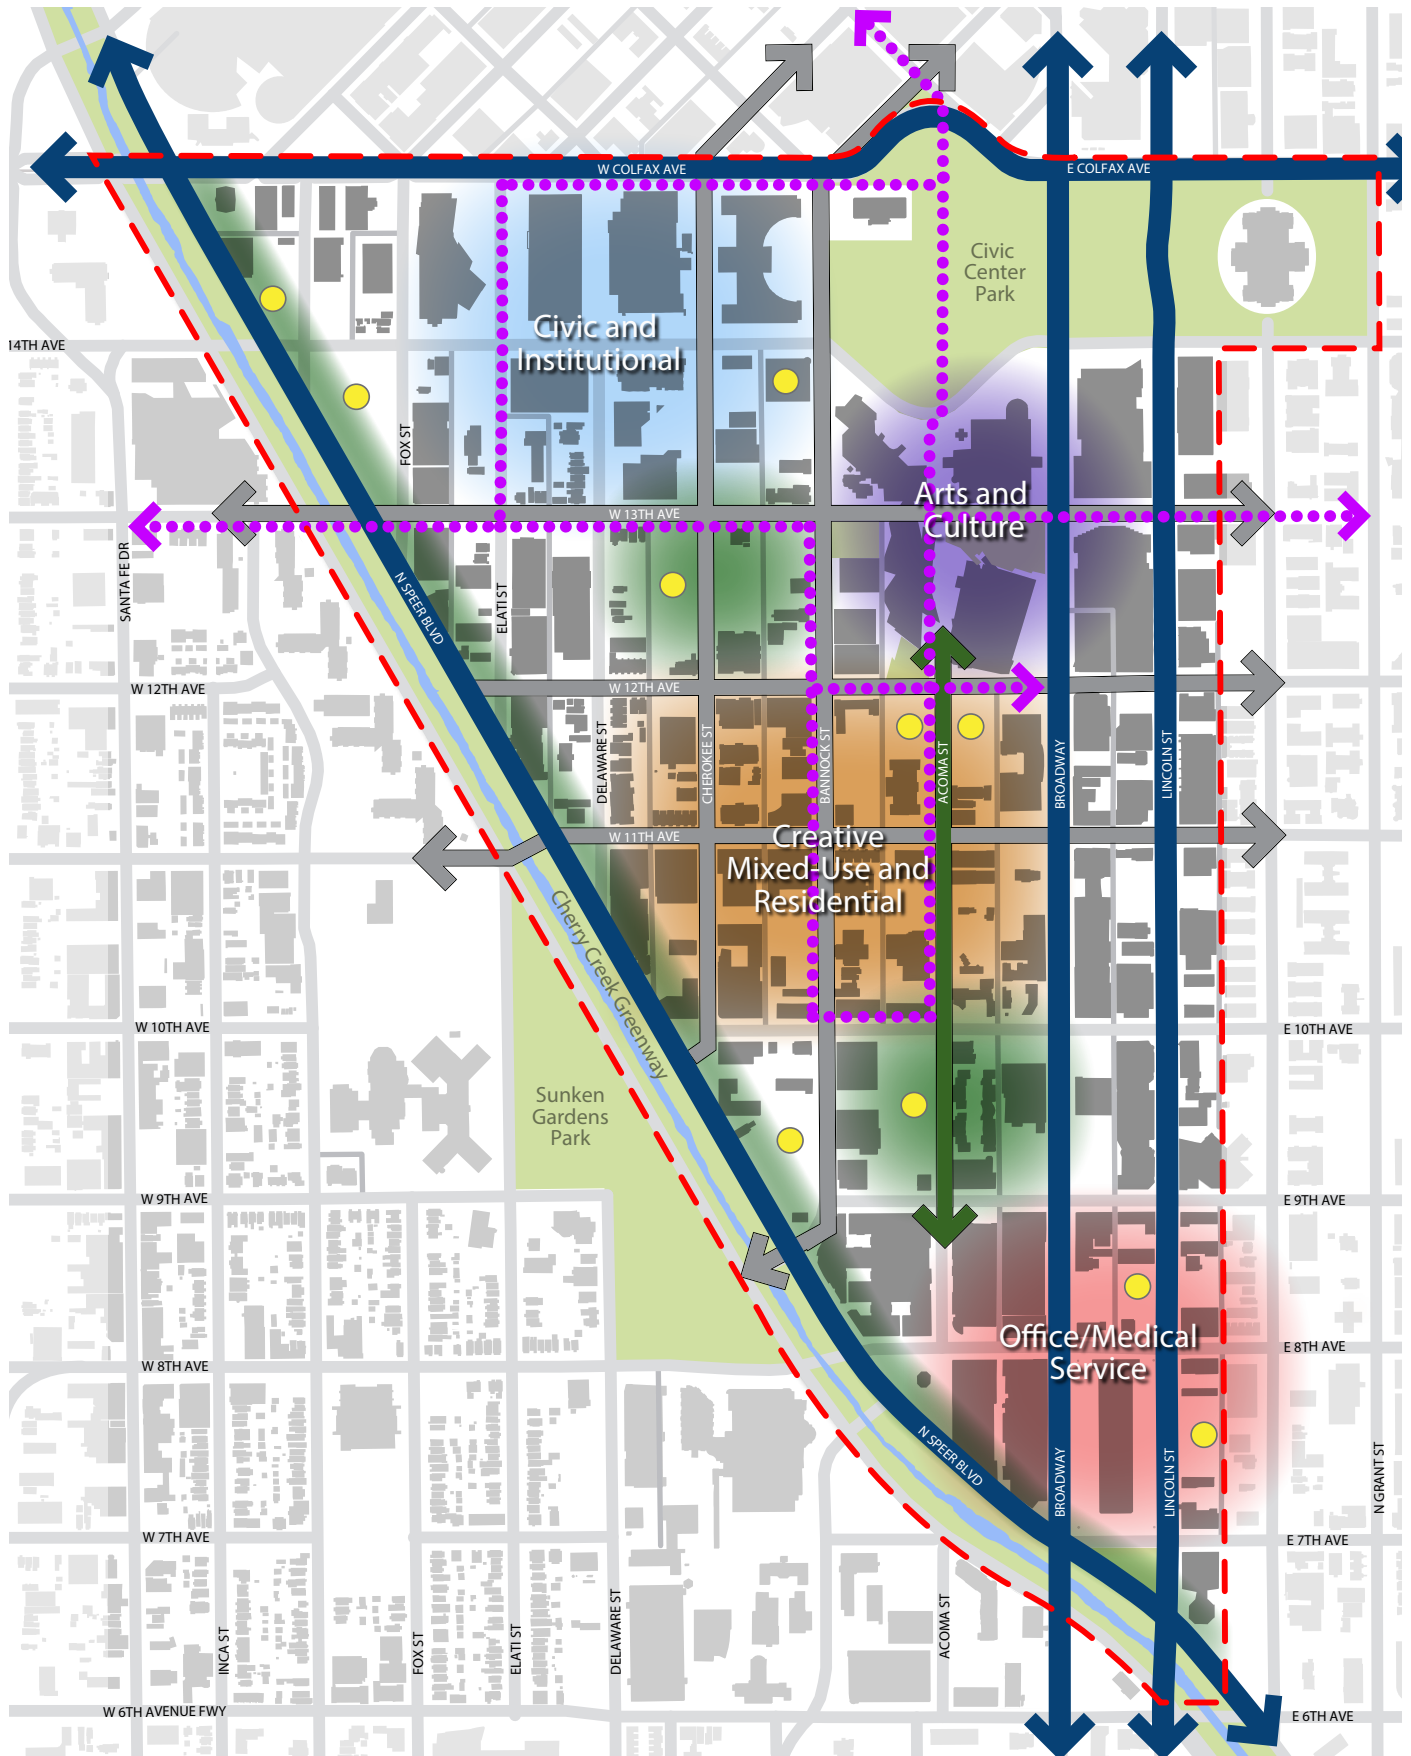 W COLFAX AVE
E COLFAX AVE
Civic
Center
Park
Civic and
Institutional
14TH AVE
FOX ST
Arts and
Culture
W 13TH AVE
SANTA FE DR
N SPEER BLVD
ELATI ST
W 12TH AVE
W 12TH AVE
DELAWARE ST
CHEROKEE ST
BANNOCK ST
ACOMA ST
BROADWAY
LINCOLN ST
W 11TH AVE
Creative
Mixed-Use and
Residential
Cherry Creek Greenway
W 10TH AVE
E 10TH AVE
Sunken
Gardens
Park
W 9TH AVE
E 9TH AVE
Office/Medical
Service
W 8TH AVE
E 8TH AVE
N SPEER BLVD
BROADWAY
LINCOLN ST
N GRANT ST
W 7TH AVE
E 7TH AVE
INCA ST
FOX ST
ELATI ST
DELAWARE ST
ACOMA ST
W 6TH AVENUE FWY
E 6TH AVE